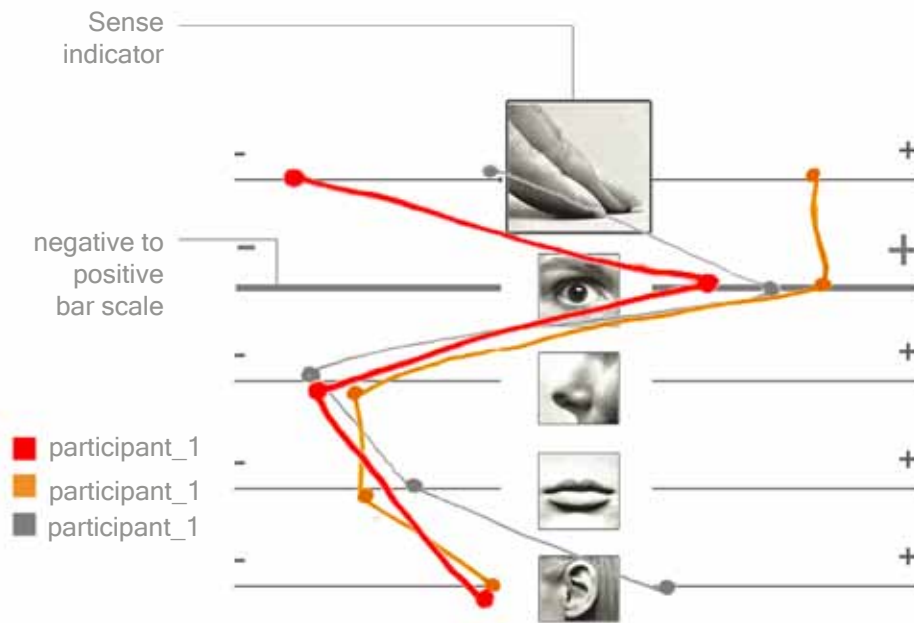 Sense
indicator
- +
negative to
positive
bar scale
- +
- +
participant_1
participant_1
participant_1
- +
- +